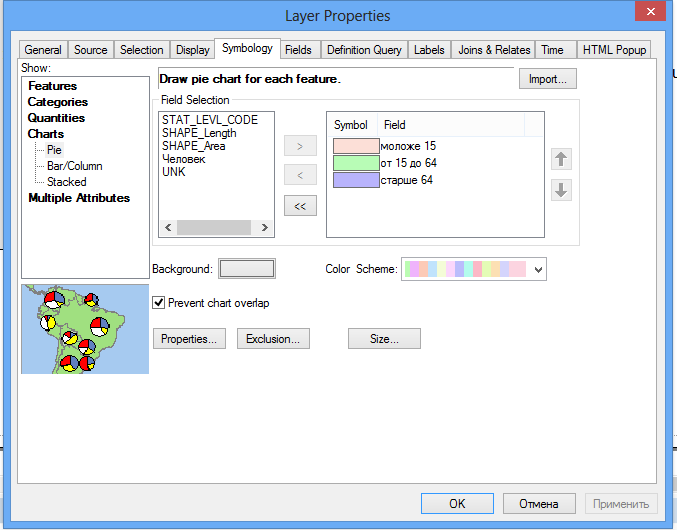 Layer Properties
General Source Selection Display Symbology Fields Definition Query Labels Joins & Relates Time HTML Popup
Show:
Features
Categories
Quantities
Charts
Pie
Bar/Column
Stacked
Multiple Attributes
Draw pie chart for each feature.
Import...
Field Selection
STAT_LEVL_CODE
SHAPE_Length
SHAPE_Area
Человек
UNK
>
<
<<
Symbol Field
моложе 15
от 15 до 64
старше 64
Background:
Color Scheme:
Prevent chart overlap
Properties... Exclusion... Size...
OK Отмена Применить